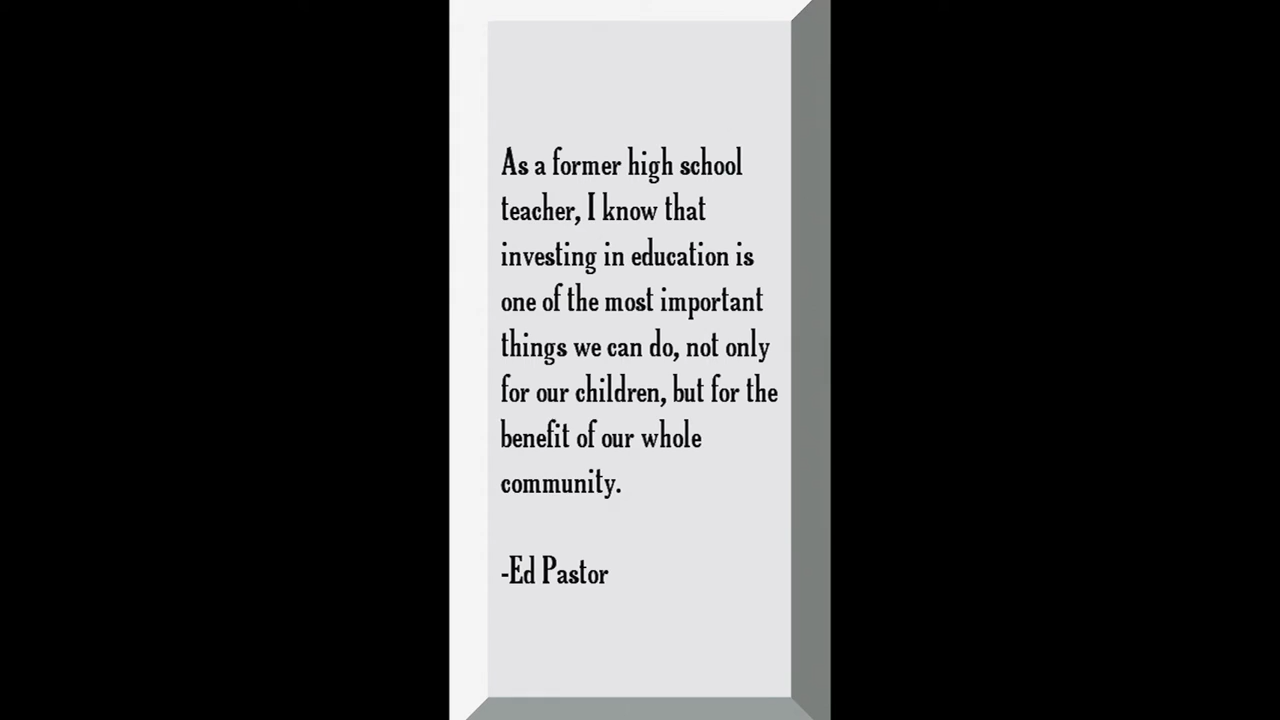 As a former high school
teacher, I know that
investing in education is
one of the most important
things we can do, not only
for our children, but for the
benefit of our whole
community.
-Ed Pastor